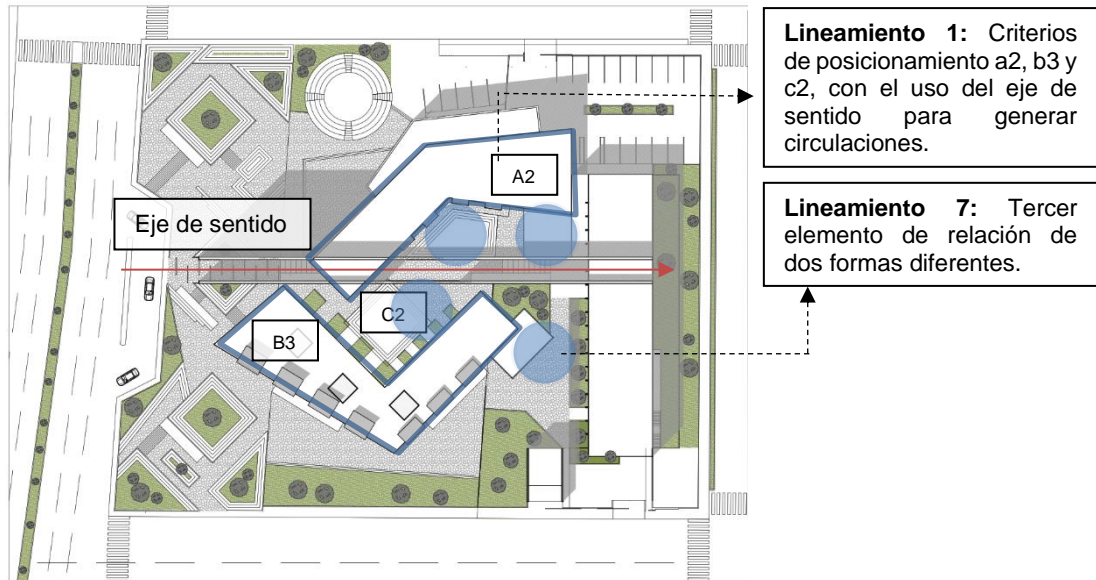 Lineamiento 1: Criterios
de posicionamiento a2, b3 y
c2, con el uso del eje de
sentido para generar
circulaciones.
A2
Lineamiento 7: Tercer
elemento de relación de
dos formas diferentes.
Eje de sentido
C2
B3